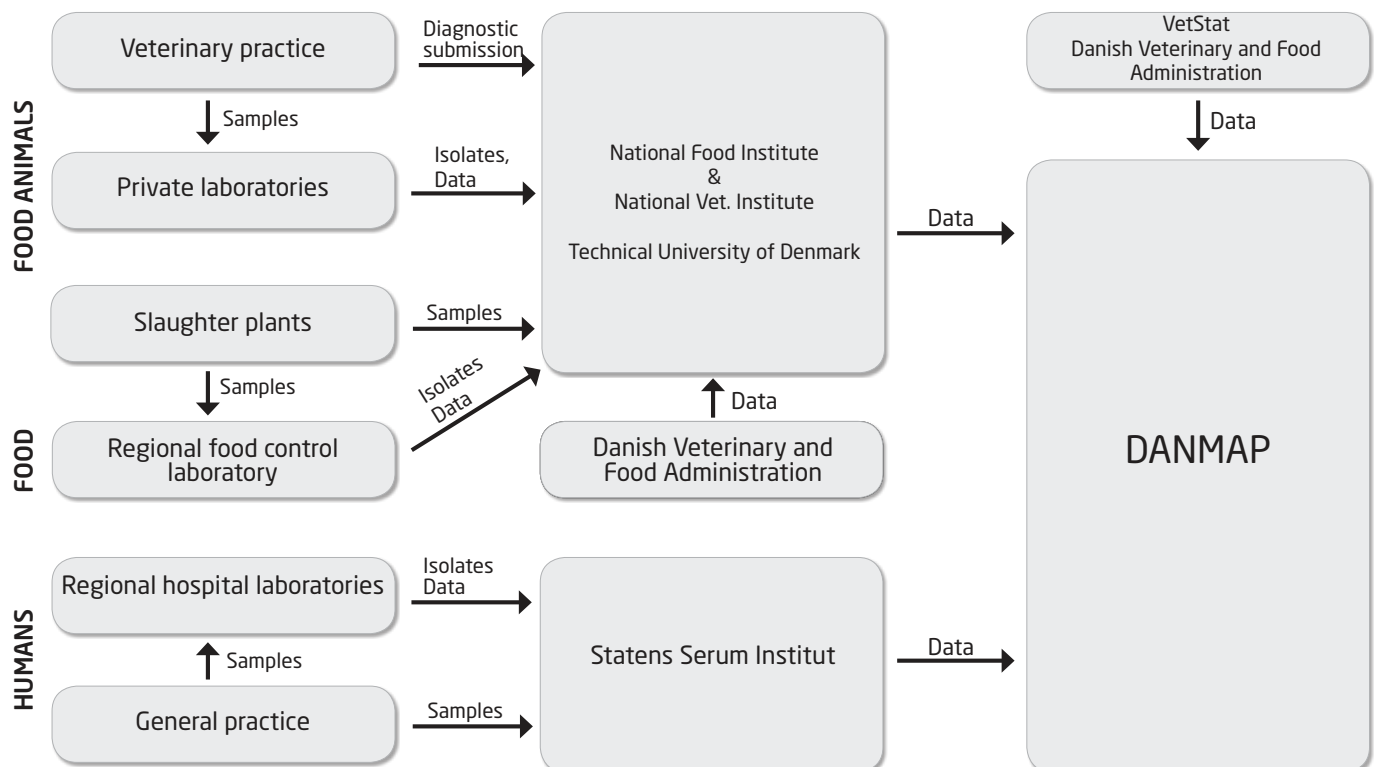 FOOD ANIMALS
Veterinary practice
Diagnostic
submission
Samples
Private laboratories
Isolates,
Data
Slaughter plants
Samples
Samples
FOOD
Regional food control
laboratory
Isolates
Data
National Food Institute
&
National Vet. Institute
Technical University of Denmark
Data
Danish Veterinary and
Food Administration
Data
VetStat
Danish Veterinary and Food
Administration
Data
DANMAP
HUMANS
Regional hospital laboratories
Isolates
Data
Samples
General practice
Samples
Statens Serum Institut
Data